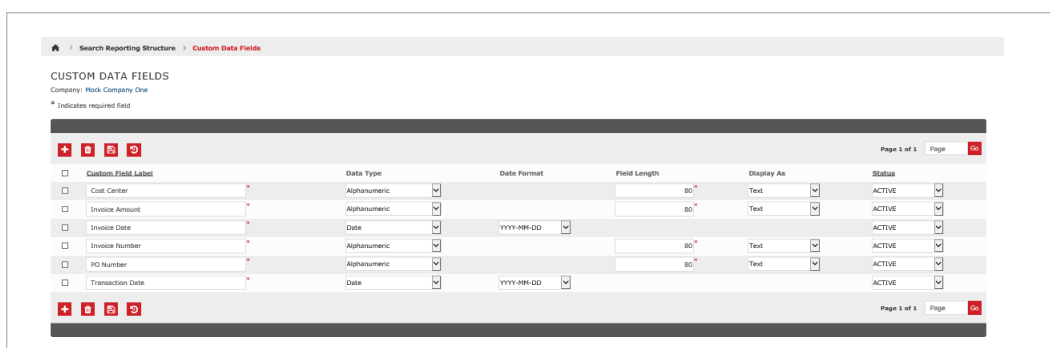 Search Reporting Structure Custom Data Fields
CUSTOM DATA FIELDS
Company: Mock Company One
* Indicates required field
Page 1 of 1 Page Go
Custom Field Label Data Type Date Format Field Length Display As Status
Cost Center * Alphanumeric 80 * Text ACTIVE
Invoice Amount * Alphanumeric 80 * Text ACTIVE
Invoice Date * Date YYYY-MM-DD ACTIVE
Invoice Number * Alphanumeric 80 * Text ACTIVE
PO Number * Alphanumeric 80 * Text ACTIVE
Transaction Date * Date YYYY-MM-DD ACTIVE
Page 1 of 1 Page Go